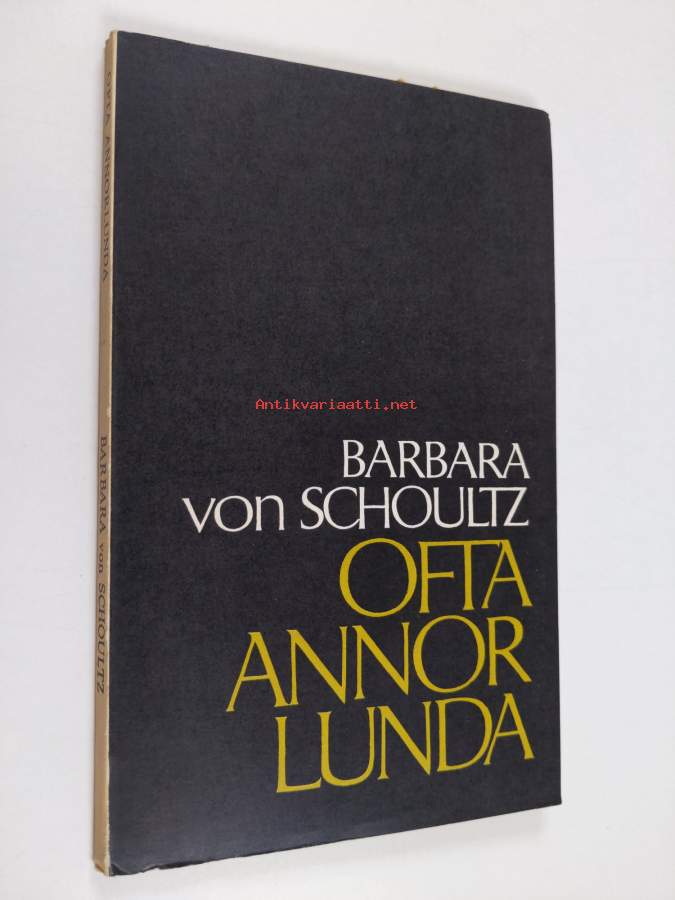 OFTA ANNORLUNDA
BARBARA von SCHOULTZ
Antikvariaatti.net
BARBARA
von SCHOULTZ
OFTA
ANNOR
LUNDA